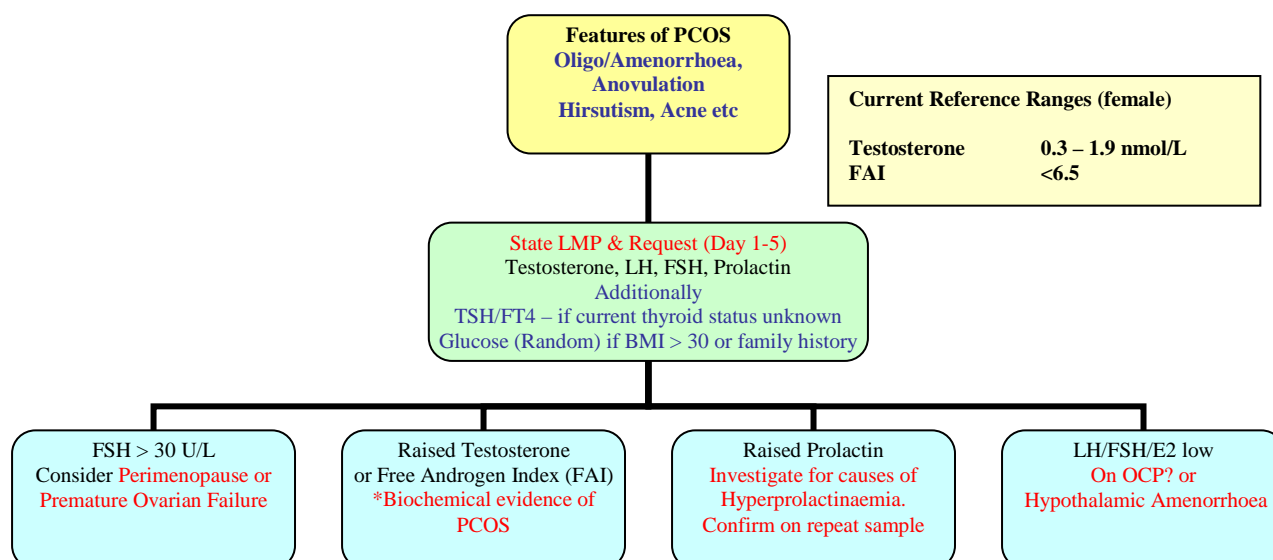 Features of PCOS
Oligo/Amenorrhoea,
Anovulation
Hirsutism, Acne etc
Current Reference Ranges (female)
Testosterone 0.3 – 1.9 nmol/L
FAI <6.5
State LMP & Request (Day 1-5)
Testosterone, LH, FSH, Prolactin
Additionally
TSH/FT4 – if current thyroid status unknown
Glucose (Random) if BMI > 30 or family history
FSH > 30 U/L
Consider Perimenopause or
Premature Ovarian Failure
Raised Testosterone
or Free Androgen Index (FAI)
*Biochemical evidence of
PCOS
Raised Prolactin
Investigate for causes of
Hyperprolactinaemia.
Confirm on repeat sample
LH/FSH/E2 low
On OCP? or
Hypothalamic Amenorrhoea